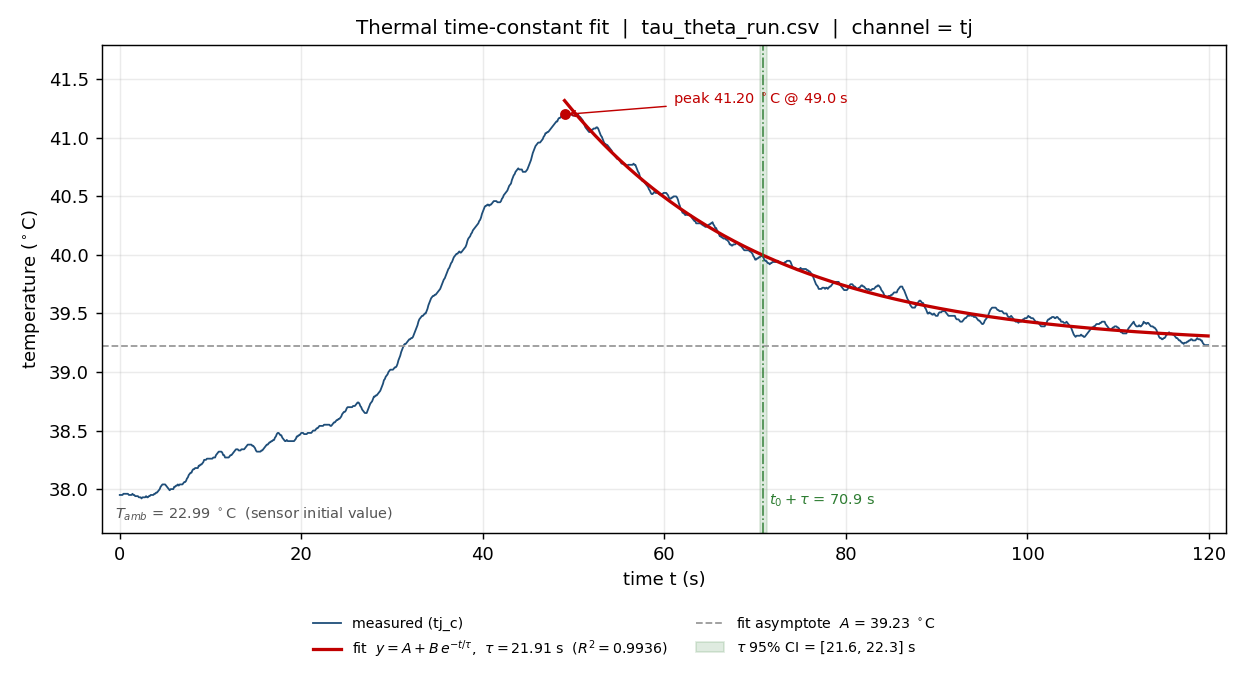 Thermal time-constant fit | tau_theta_run.csv | channel = tj
temperature (°C)
41.5
41.0
40.5
40.0
39.5
39.0
38.5
38.0
peak 41.20 °C @ 49.0 s
t₀ + τ = 70.9 s
T_amb = 22.99 °C (sensor initial value)
0 20 40 60 80 100 120
time t (s)
measured (tj_c)
fit y = A + B e^{−t/τ}, τ = 21.91 s (R² = 0.9936)
fit asymptote A = 39.23 °C
τ 95% CI = [21.6, 22.3] s